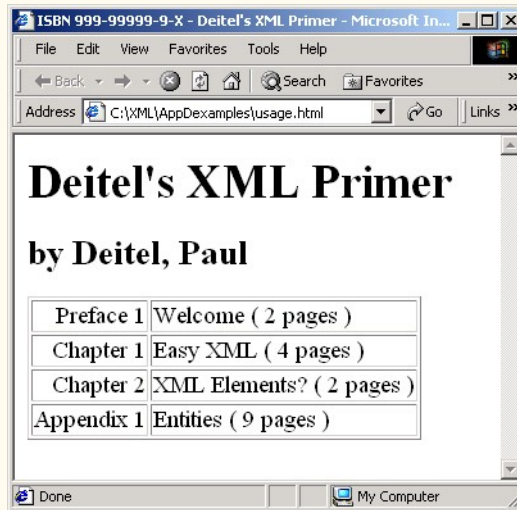 ISBN 999-99999-9-X - Deitel's XML Primer - Microsoft In...
File Edit View Favorites Tools Help
Back Search Favorites »
Address C:\XML\AppDexamples\usage.html Go Links »
Deitel's XML Primer
by Deitel, Paul
Preface 1 Welcome ( 2 pages )
Chapter 1 Easy XML ( 4 pages )
Chapter 2 XML Elements? ( 2 pages )
Appendix 1 Entities ( 9 pages )
Done My Computer